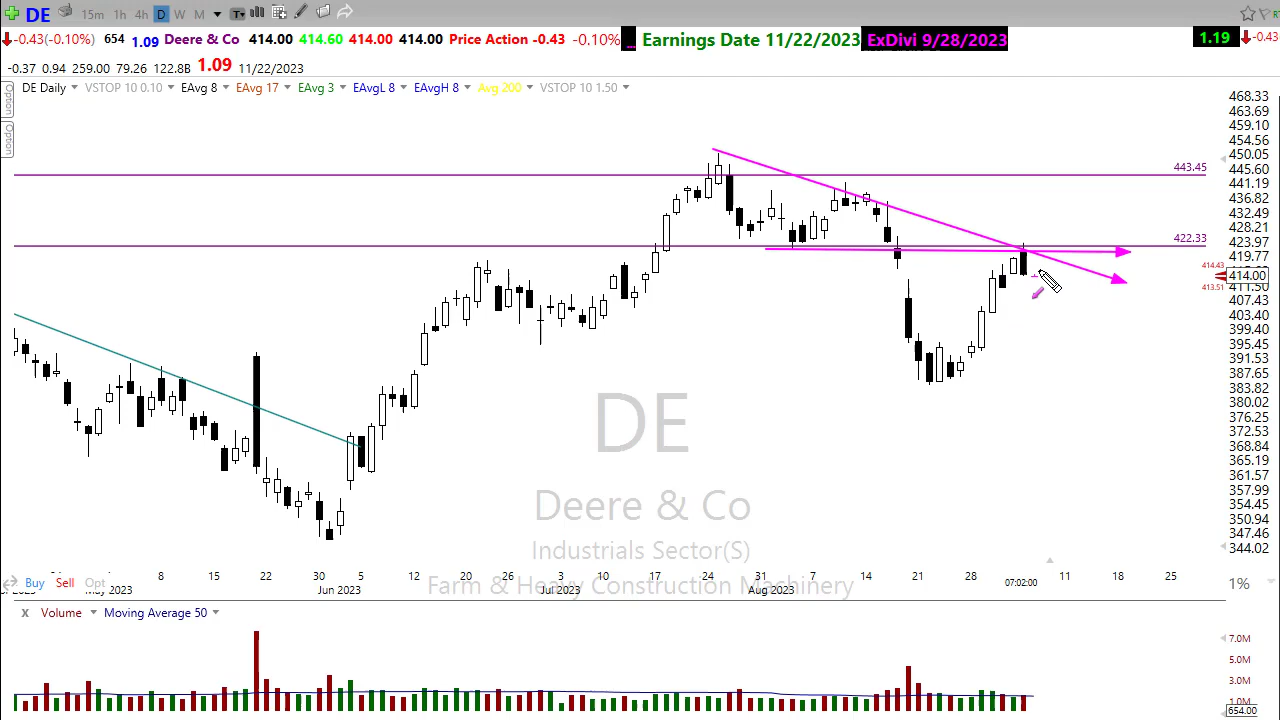 DE 15m 1h 4h D W M T
-0.43(-0.10%) 654 1.09 Deere & Co 414.00 414.60 414.00 414.00 Price Action -0.43 -0.10% ... Earnings Date 11/22/2023 ExDivi 9/28/2023 1.19 -0.43
-0.37 0.94 259.00 79.26 122.8B 1.09 11/22/2023
Option
Option
DE Daily VSTOP 10 0.10 EAvg 8 EAvg 17 EAvg 3 EAvgL 8 EAvgH 8 Avg 200 VSTOP 10 1.50
468.33
463.69
459.10
454.56
450.05
445.60
441.19
436.82
432.49
428.21
423.97
419.77
414.00
411.50
407.43
403.40
399.40
395.45
391.53
387.65
383.82
380.02
376.25
372.53
368.84
365.19
361.57
357.99
354.45
350.94
347.46
344.02
443.45
422.33
414.43
413.51
DE
Deere & Co
Industrials Sector(S)
Farm & Heavy Construction Machinery
Buy Sell Opt
8 15 22 30 5 12 20 26 3 10 17 24 31 7 14 21 28 07:02:00 11 18 25
May 2023 Jun 2023 Jul 2023 Aug 2023
1%
X Volume Moving Average 50
7.0M
5.0M
3.0M
1.0M
654.00